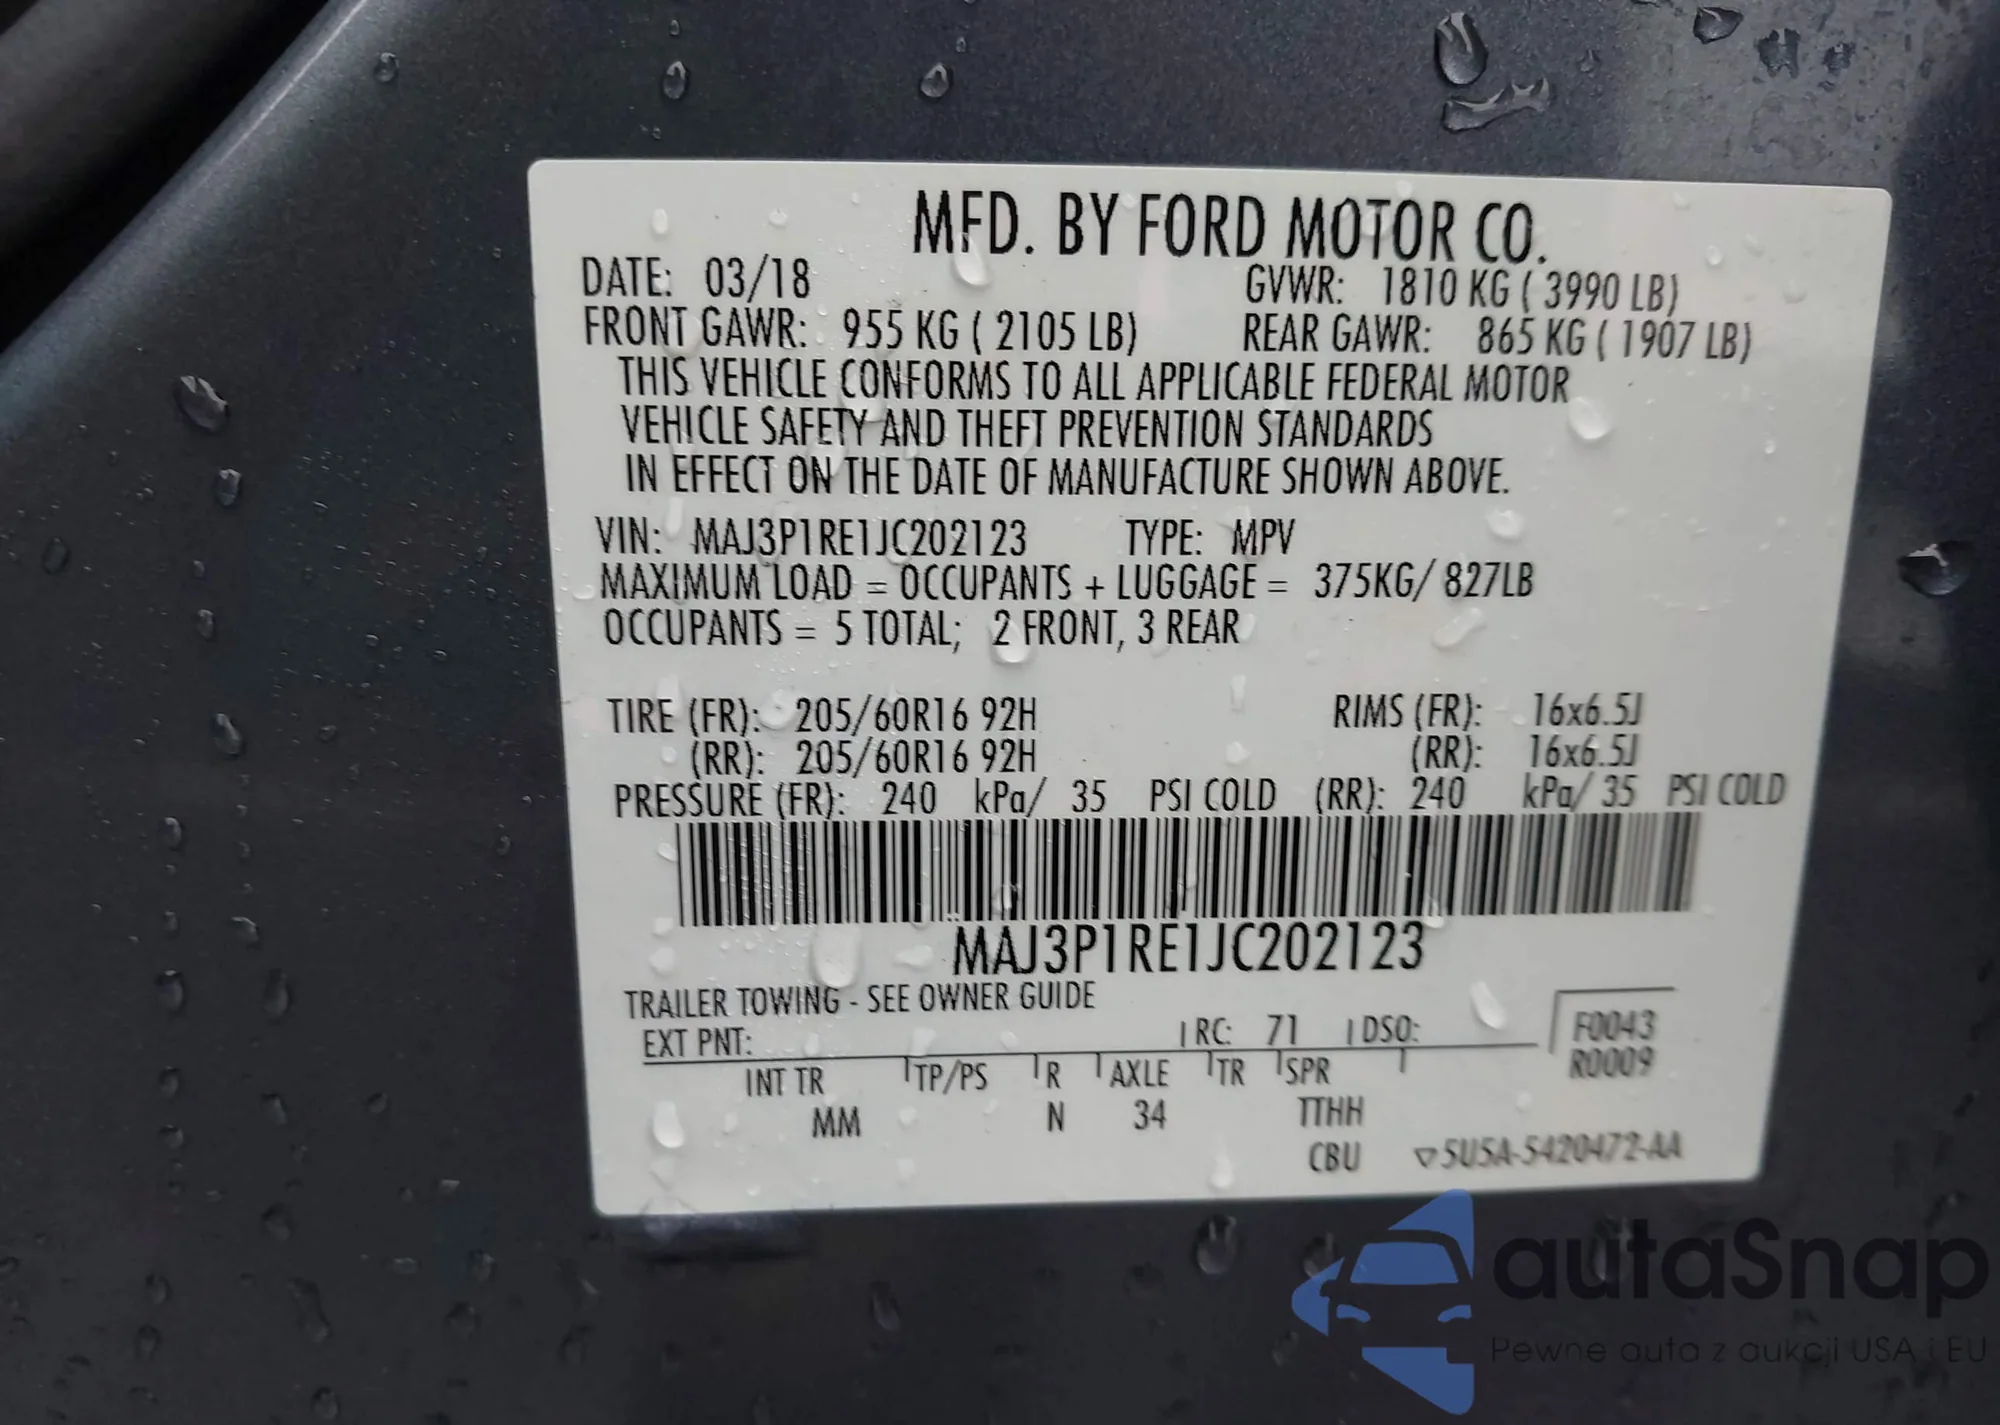 MFD. BY FORD MOTOR CO.
DATE: 03/18 GVWR: 1810 KG ( 3990 LB)
FRONT GAWR: 955 KG ( 2105 LB) REAR GAWR: 865 KG ( 1907 LB)
THIS VEHICLE CONFORMS TO ALL APPLICABLE FEDERAL MOTOR
VEHICLE SAFETY AND THEFT PREVENTION STANDARDS
IN EFFECT ON THE DATE OF MANUFACTURE SHOWN ABOVE.
VIN: MAJ3P1RE1JC202123 TYPE: MPV
MAXIMUM LOAD = OCCUPANTS + LUGGAGE = 375KG/ 827LB
OCCUPANTS = 5 TOTAL; 2 FRONT, 3 REAR
TIRE (FR): 205/60R16 92H RIMS (FR): 16x6.5J
(RR): 205/60R16 92H (RR): 16x6.5J
PRESSURE (FR): 240 kPa/ 35 PSI COLD (RR): 240 kPa/ 35 PSI COLD
MAJ3P1RE1JC202123
TRAILER TOWING - SEE OWNER GUIDE
EXT PNT: RC: 71 DSO: F0043
R0009
INT TR TP/PS R AXLE TR SPR
MM N 34 TTHH
CBU ▽5U5A-5420472-AA
autaSnap
Pewne auta z aukcji USA i EU